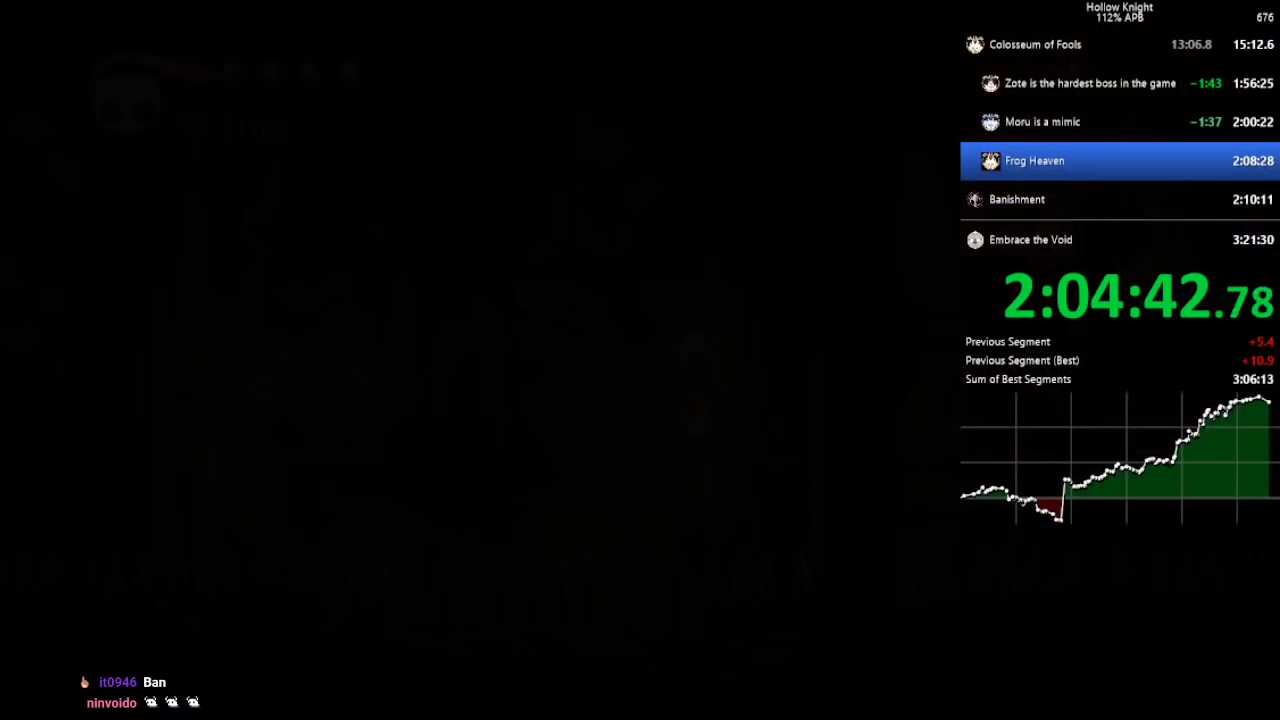 Hollow Knight
112% APB
676
Colosseum of Fools 13:06.8 15:12.6
Zote is the hardest boss in the game −1:43 1:56:25
Moru is a mimic −1:37 2:00:22
Frog Heaven 2:08:28
Banishment 2:10:11
Embrace the Void 3:21:30
2:04:42.78
Previous Segment +5.4
Previous Segment (Best) +10.9
Sum of Best Segments 3:06:13
it0946 Ban
ninvoido